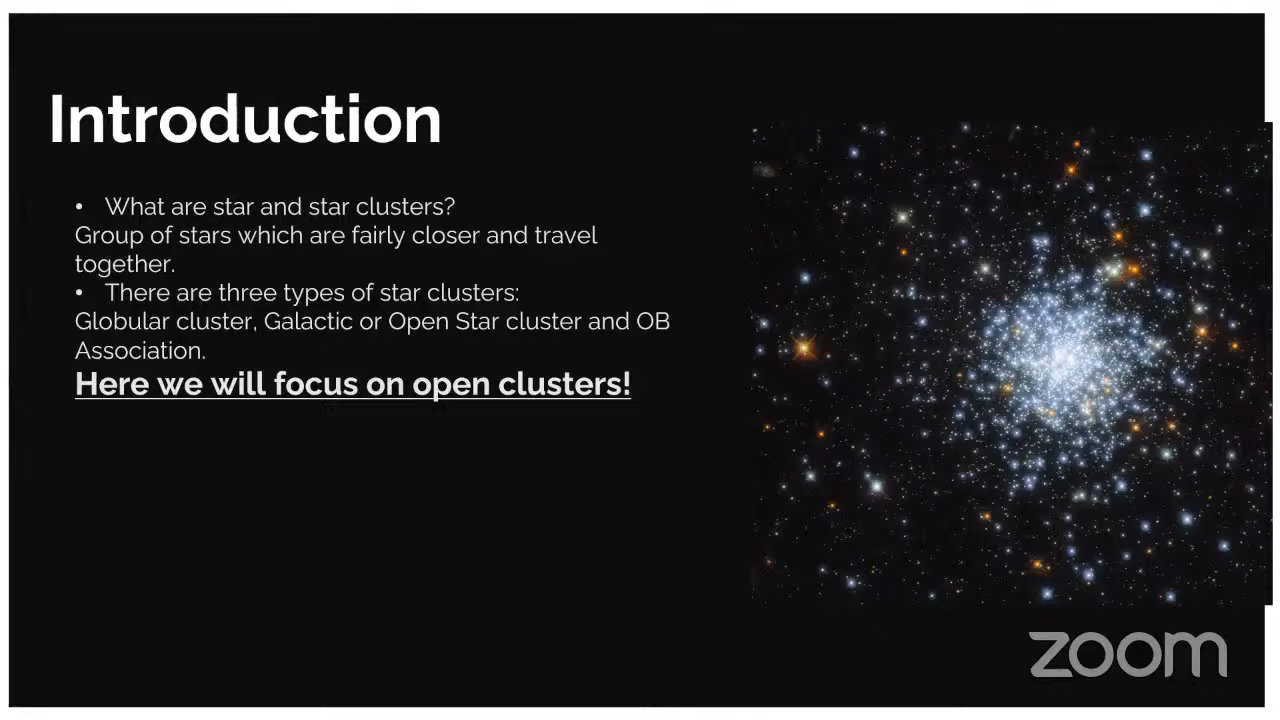 Introduction
• What are star and star clusters?
Group of stars which are fairly closer and travel
together.
• There are three types of star clusters:
Globular cluster, Galactic or Open Star cluster and OB
Association.
Here we will focus on open clusters!
zoom